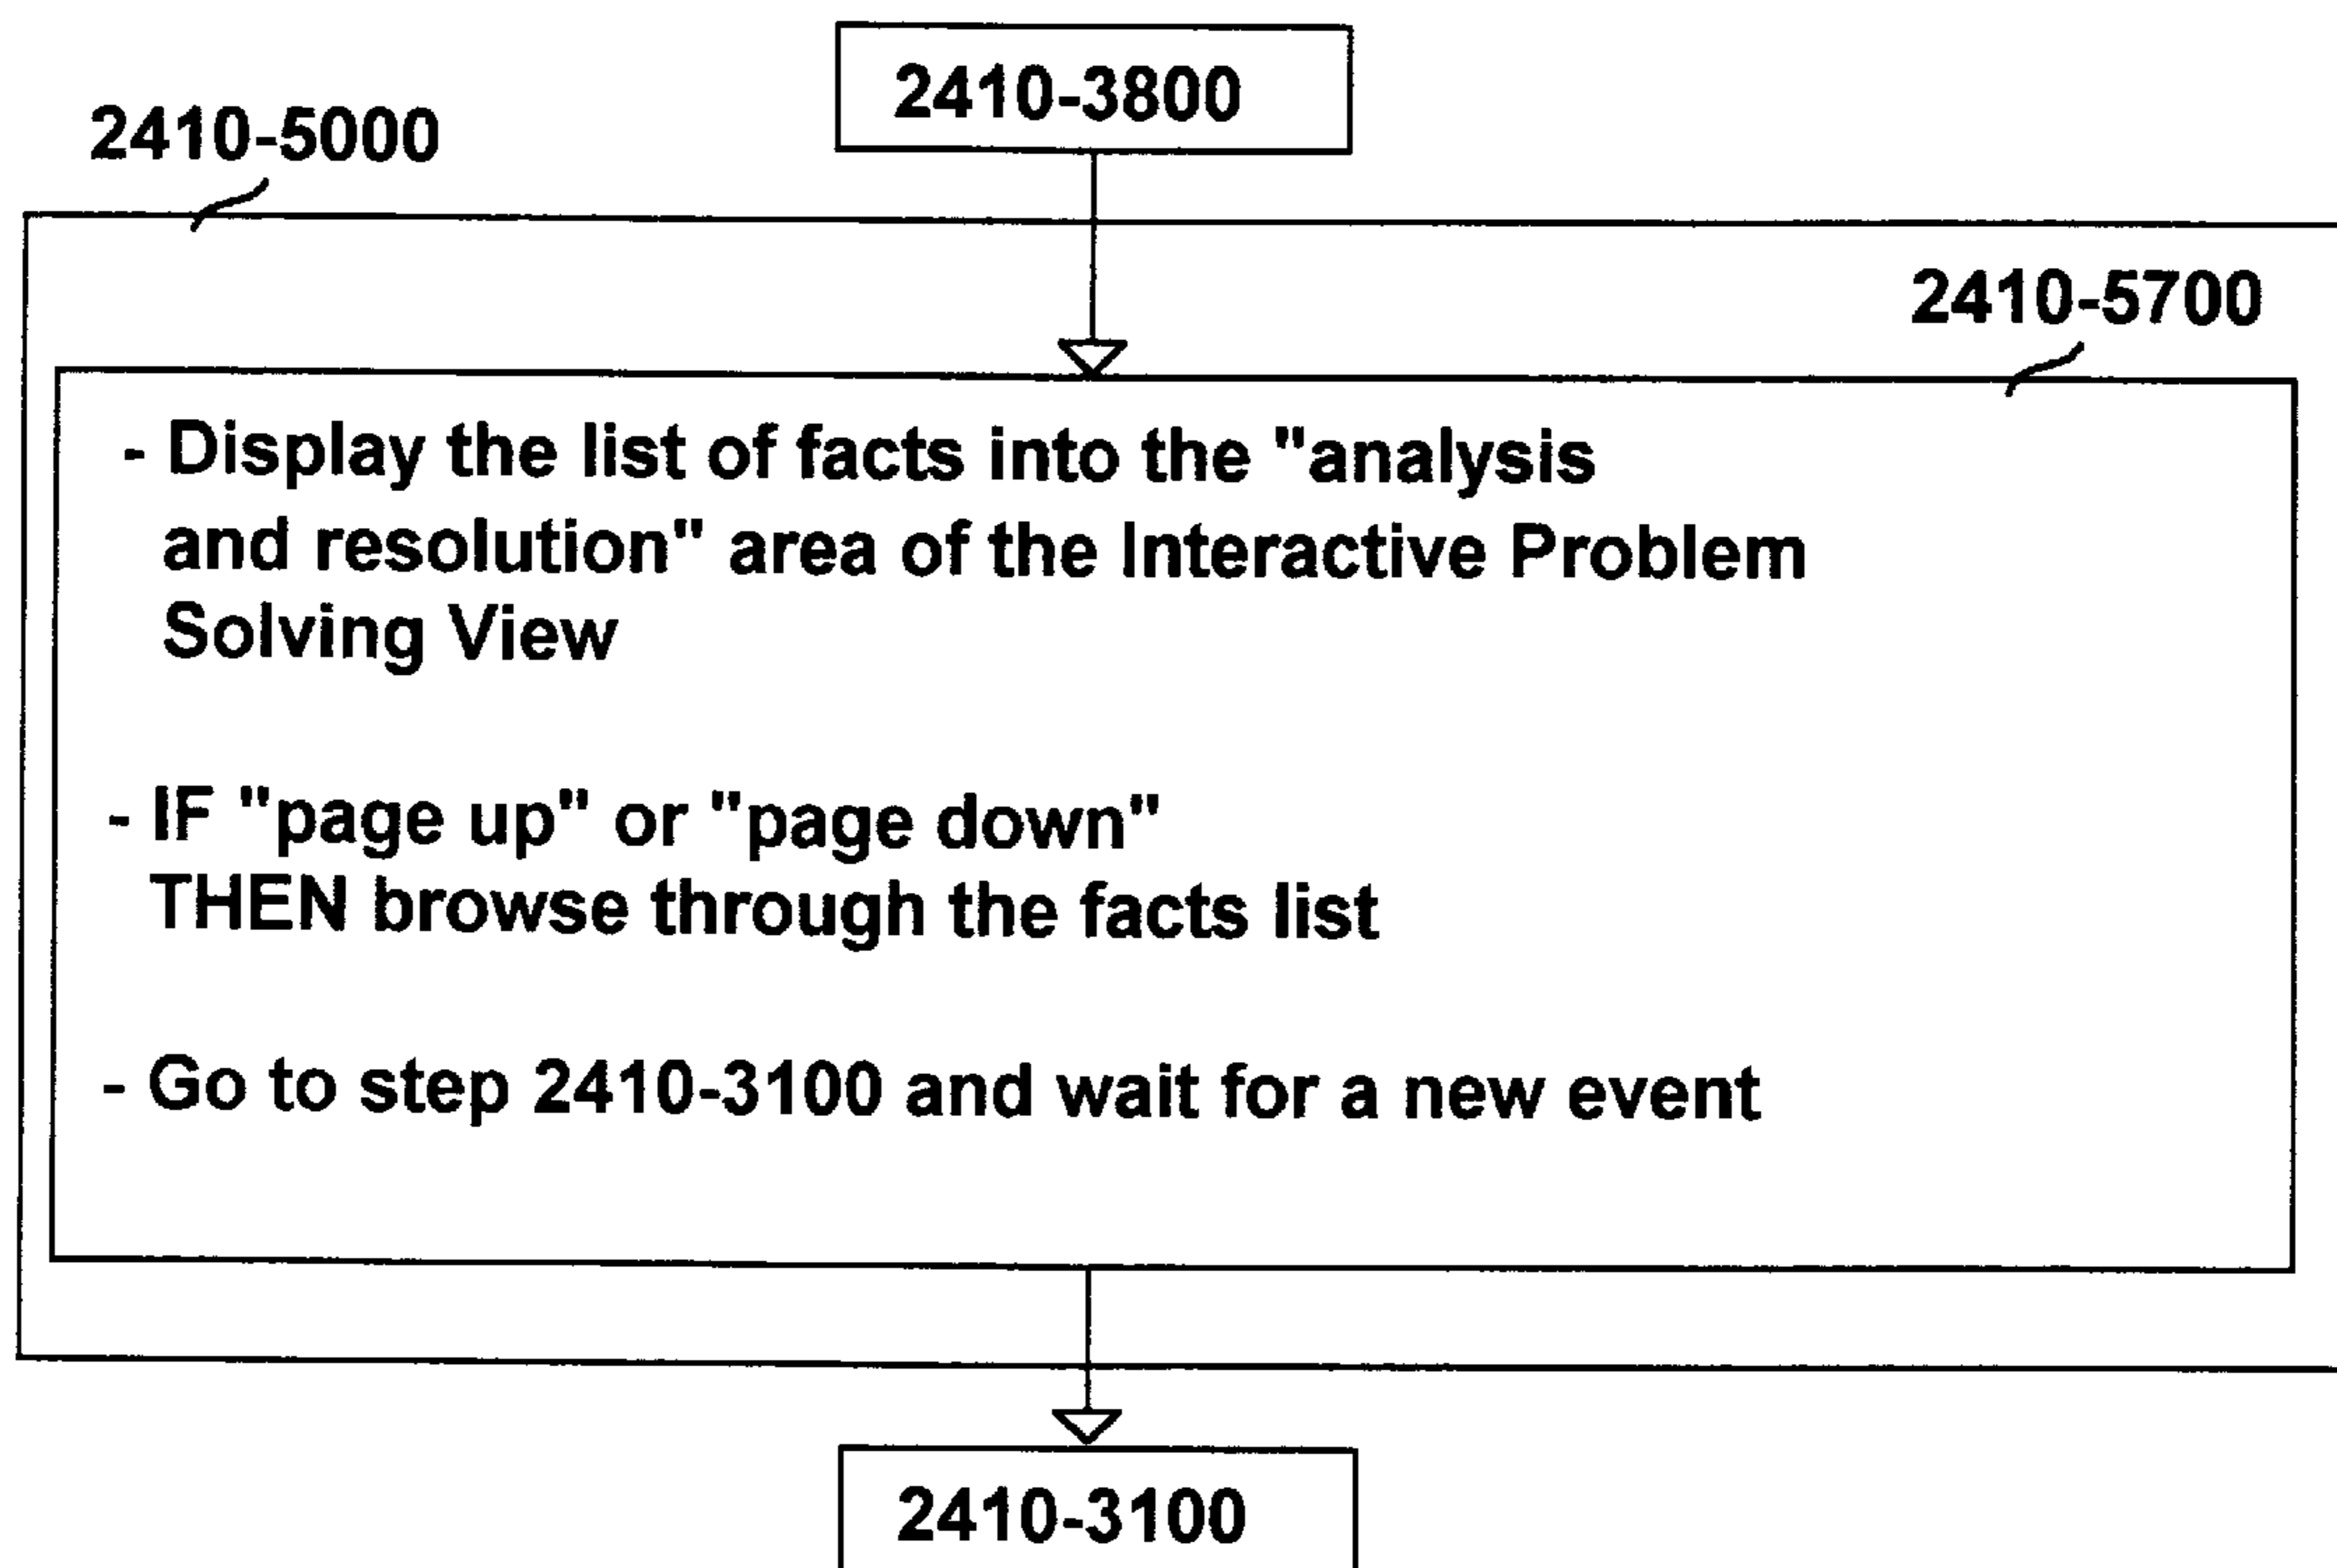 2410-3800
2410-5000
2410-5700
- Display the list of facts into the "analysis
and resolution" area of the Interactive Problem
Solving View
- IF "page up" or "page down"
THEN browse through the facts list
- Go to step 2410-3100 and wait for a new event
2410-3100